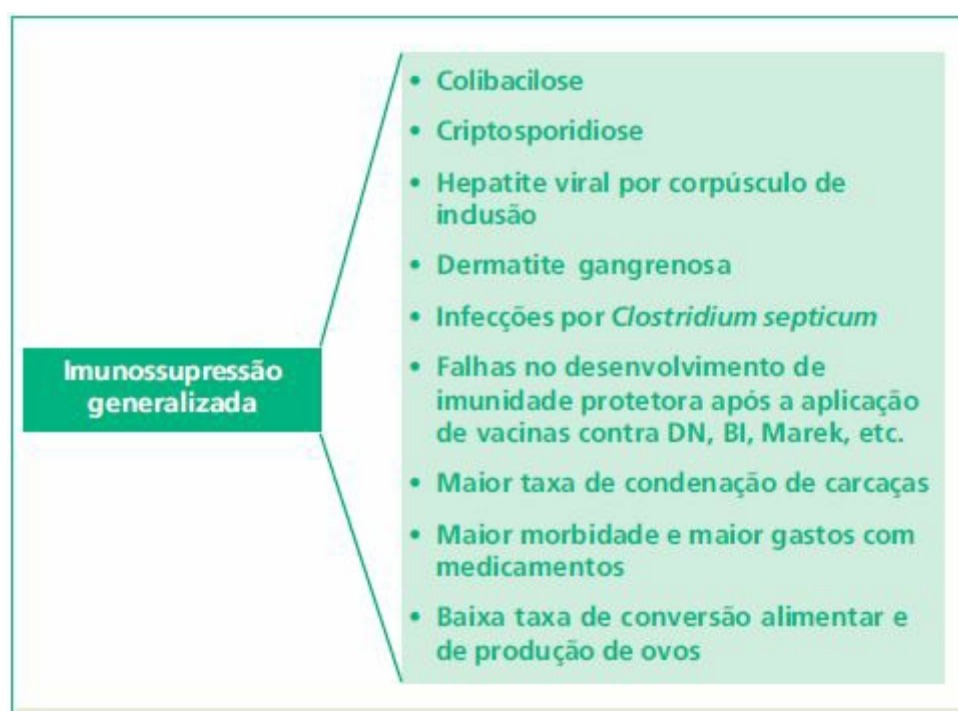 Imunossupressão
generalizada
• Colibacilose
• Criptosporidiose
• Hepatite viral por corpúsculo de
inclusão
• Dermatite gangrenosa
• Infecções por Clostridium septicum
• Falhas no desenvolvimento de
imunidade protetora após a aplicação
de vacinas contra DN, BI, Marek, etc.
• Maior taxa de condenação de carcaças
• Maior morbidade e maior gastos com
medicamentos
• Baixa taxa de conversão alimentar e
de produção de ovos